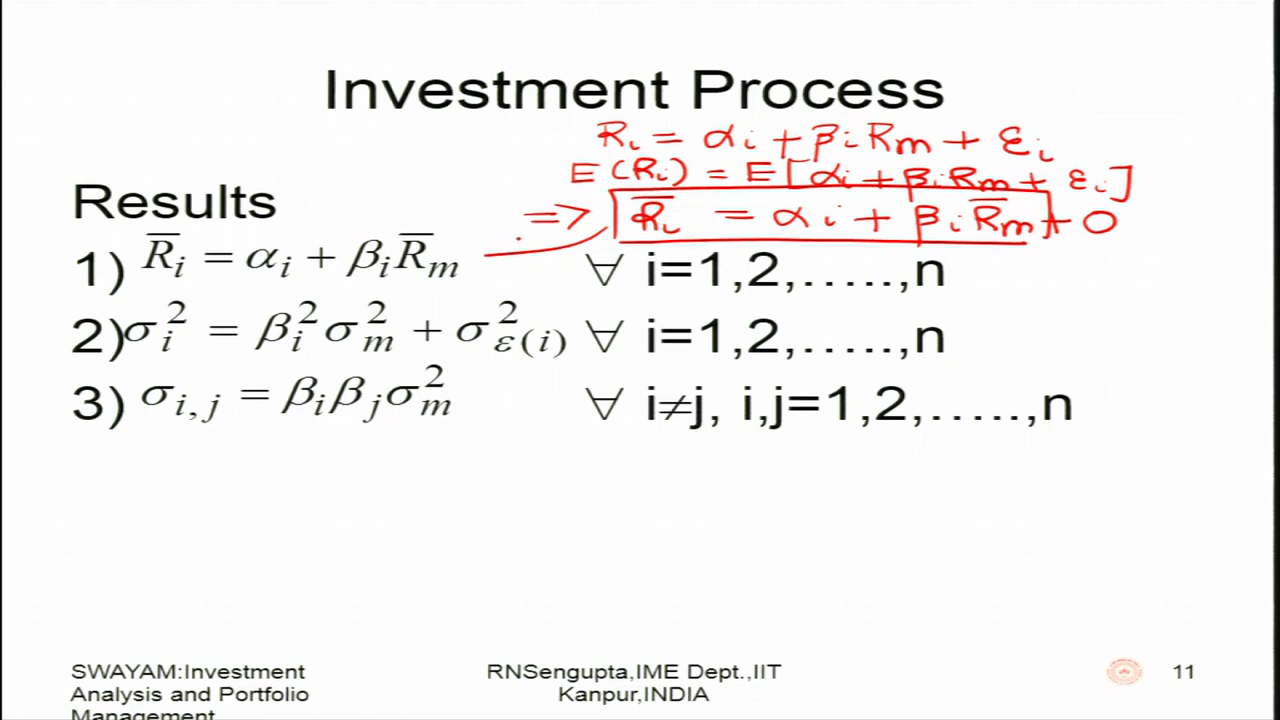 Investment Process
Rᵢ = αᵢ + βᵢRm + εᵢ
E(Rᵢ) = E[αᵢ + βᵢRm + εᵢ]
Results
=> R̅ᵢ = αᵢ + βᵢR̅m + 0
1) R̅ᵢ = αᵢ + βᵢR̅ₘ ∀ i=1,2,.....,n
2) σᵢ² = βᵢ²σₘ² + σ²ε(i) ∀ i=1,2,.....,n
3) σᵢ,ⱼ = βᵢβⱼσₘ² ∀ i≠j, i,j=1,2,.....,n
SWAYAM:Investment
Analysis and Portfolio
Management
RNSengupta,IME Dept.,IIT
Kanpur,INDIA
11